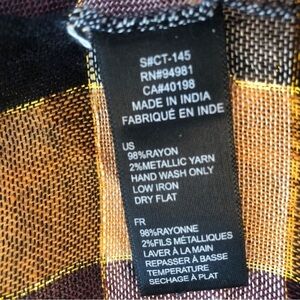 S#CT-145
RN#94981
CA#40198
MADE IN INDIA
FABRIQUÉ EN INDE
US
98%RAYON
2%METALLIC YARN
HAND WASH ONLY
LOW IRON
DRY FLAT
FR
98%RAYONNE
2%FILS MÉTALLIQUES
LAVER À LA MAIN
REPASSER À BASSE
TEMPERATURE
SECHAGE À PLAT